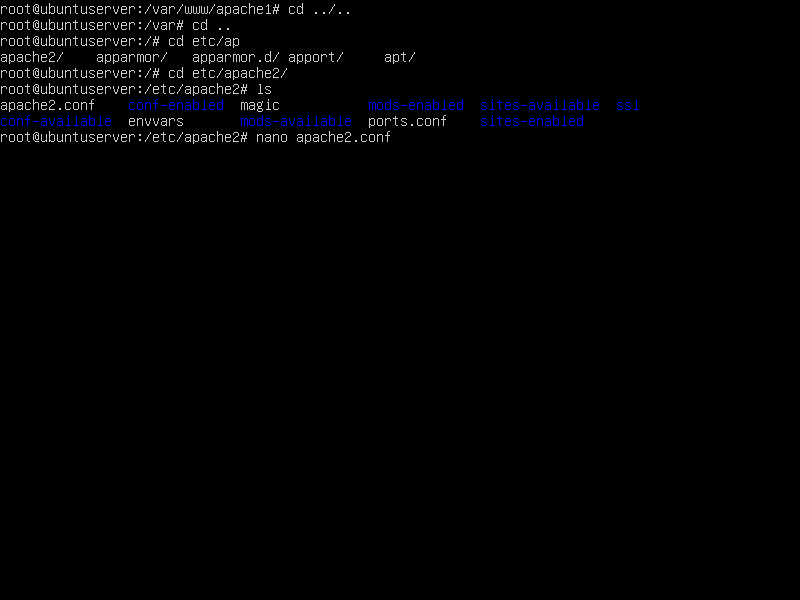 root@ubuntuserver:/var/www/apache1# cd ../..
root@ubuntuserver:/var# cd ..
root@ubuntuserver:/# cd etc/ap
apache2/    apparmor/   apparmor.d/ apport/     apt/
root@ubuntuserver:/# cd etc/apache2/
root@ubuntuserver:/etc/apache2# ls
apache2.conf    conf-enabled  magic           mods-enabled  sites-available  ssl
conf-available  envvars       mods-available  ports.conf    sites-enabled
root@ubuntuserver:/etc/apache2# nano apache2.conf